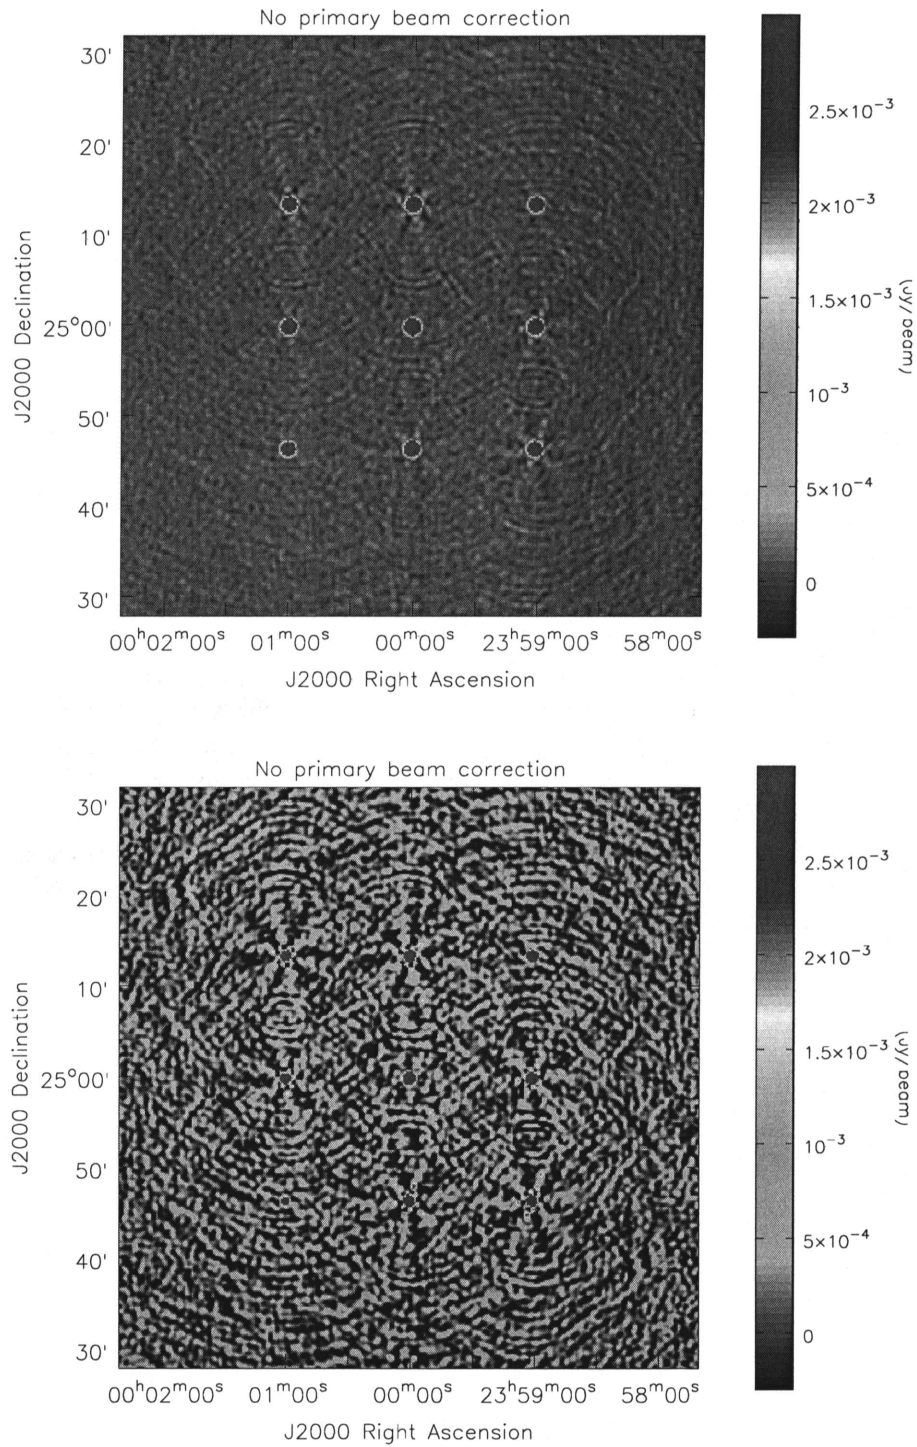 No primary beam correction
30'
20'
10'
25°00'
50'
40'
30'
J2000 Declination
00ʰ02ᵐ00ˢ 01ᵐ00ˢ 00ᵐ00ˢ 23ʰ59ᵐ00ˢ 58ᵐ00ˢ
J2000 Right Ascension
2.5×10⁻³
2×10⁻³
1.5×10⁻³
10⁻³
5×10⁻⁴
0
(Jy/beam)
No primary beam correction
30'
20'
10'
25°00'
50'
40'
30'
J2000 Declination
00ʰ02ᵐ00ˢ 01ᵐ00ˢ 00ᵐ00ˢ 23ʰ59ᵐ00ˢ 58ᵐ00ˢ
J2000 Right Ascension
2.5×10⁻³
2×10⁻³
1.5×10⁻³
10⁻³
5×10⁻⁴
0
(Jy/beam)